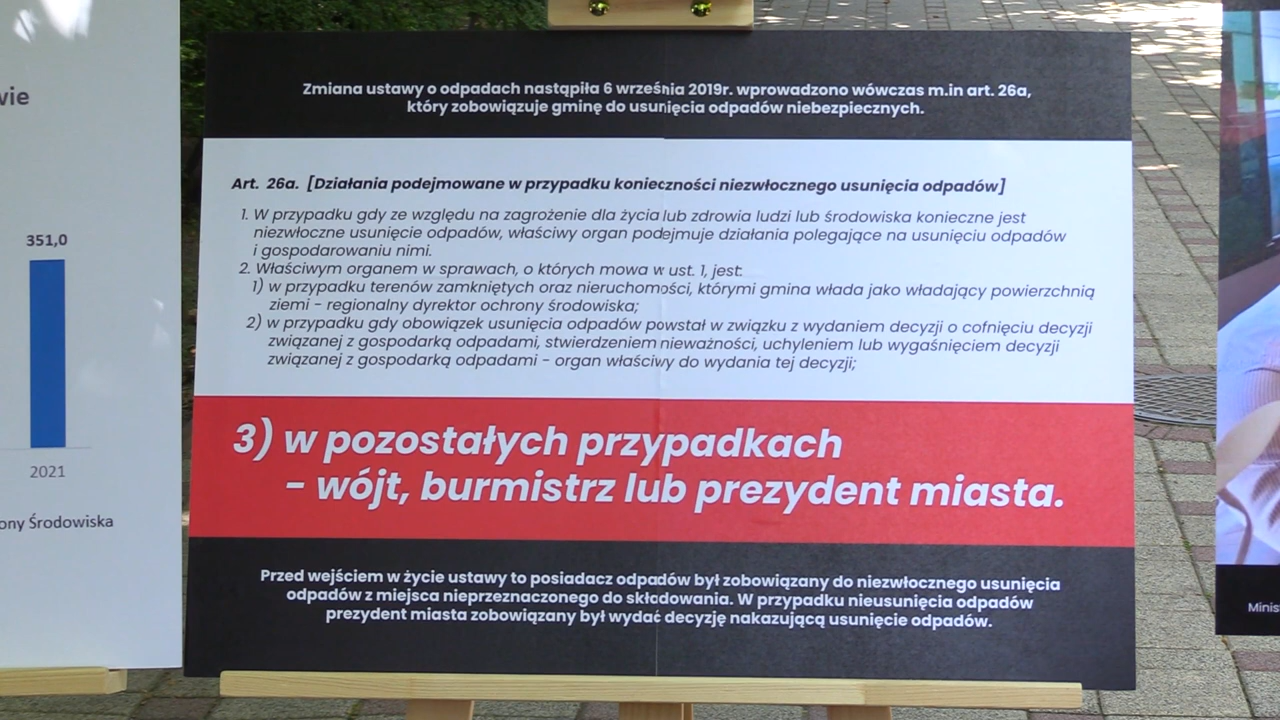 wie
351,0
2021
ony Środowiska
Zmiana ustawy o odpadach nastąpiła 6 września 2019r. wprowadzono wówczas m.in art. 26a,
który zobowiązuje gminę do usunięcia odpadów niebezpiecznych.
Art. 26a. [Działania podejmowane w przypadku konieczności niezwłocznego usunięcia odpadów]
1. W przypadku gdy ze względu na zagrożenie dla życia lub zdrowia ludzi lub środowiska konieczne jest
niezwłoczne usunięcie odpadów, właściwy organ podejmuje działania polegające na usunięciu odpadów
i gospodarowaniu nimi.
2. Właściwym organem w sprawach, o których mowa w ust. 1, jest:
1) w przypadku terenów zamkniętych oraz nieruchomości, którymi gmina włada jako władający powierzchnią
ziemi - regionalny dyrektor ochrony środowiska;
2) w przypadku gdy obowiązek usunięcia odpadów powstał w związku z wydaniem decyzji o cofnięciu decyzji
związanej z gospodarką odpadami, stwierdzeniem nieważności, uchyleniem lub wygaśnięciem decyzji
związanej z gospodarką odpadami - organ właściwy do wydania tej decyzji;
3) w pozostałych przypadkach
- wójt, burmistrz lub prezydent miasta.
Przed wejściem w życie ustawy to posiadacz odpadów był zobowiązany do niezwłocznego usunięcia
odpadów z miejsca nieprzeznaczonego do składowania. W przypadku nieusunięcia odpadów
prezydent miasta zobowiązany był wydać decyzję nakazującą usunięcie odpadów.
Minis